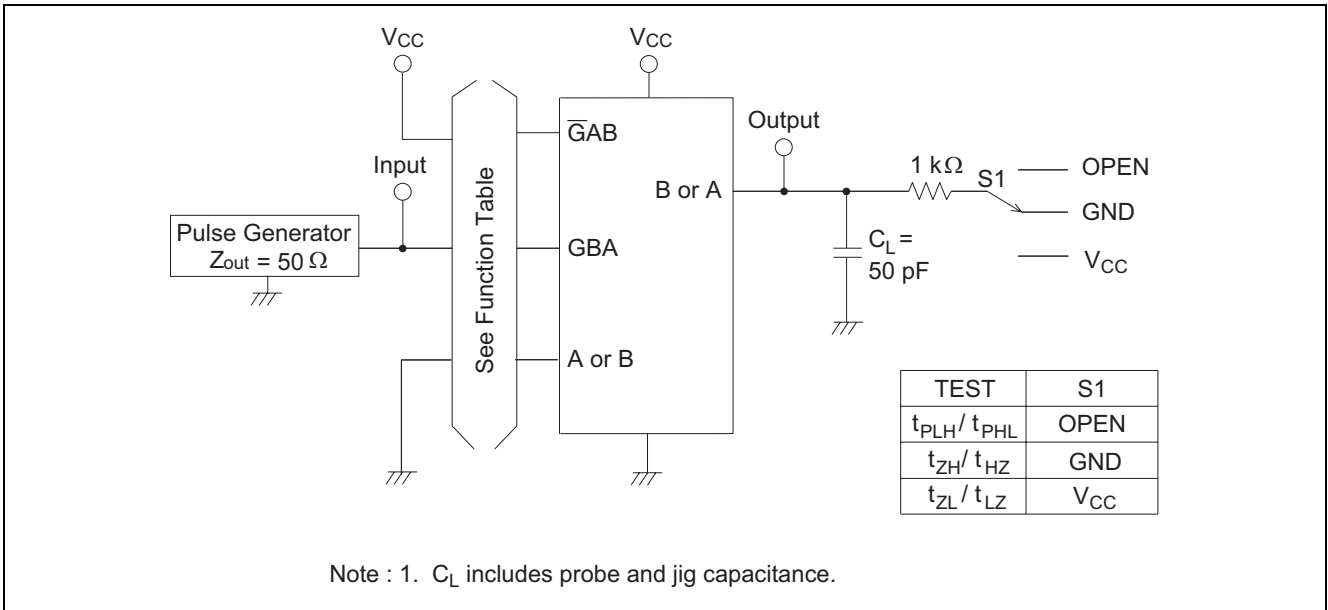 VCC
VCC
G̅AB
Output
Input
1 kΩ
S1
OPEN
B or A
GND
Pulse Generator
Zout = 50 Ω
See Function Table
GBA
CL =
50 pF
VCC
A or B
TEST S1
tPLH / tPHL OPEN
tZH / tHZ GND
tZL / tLZ VCC
Note : 1. CL includes probe and jig capacitance.